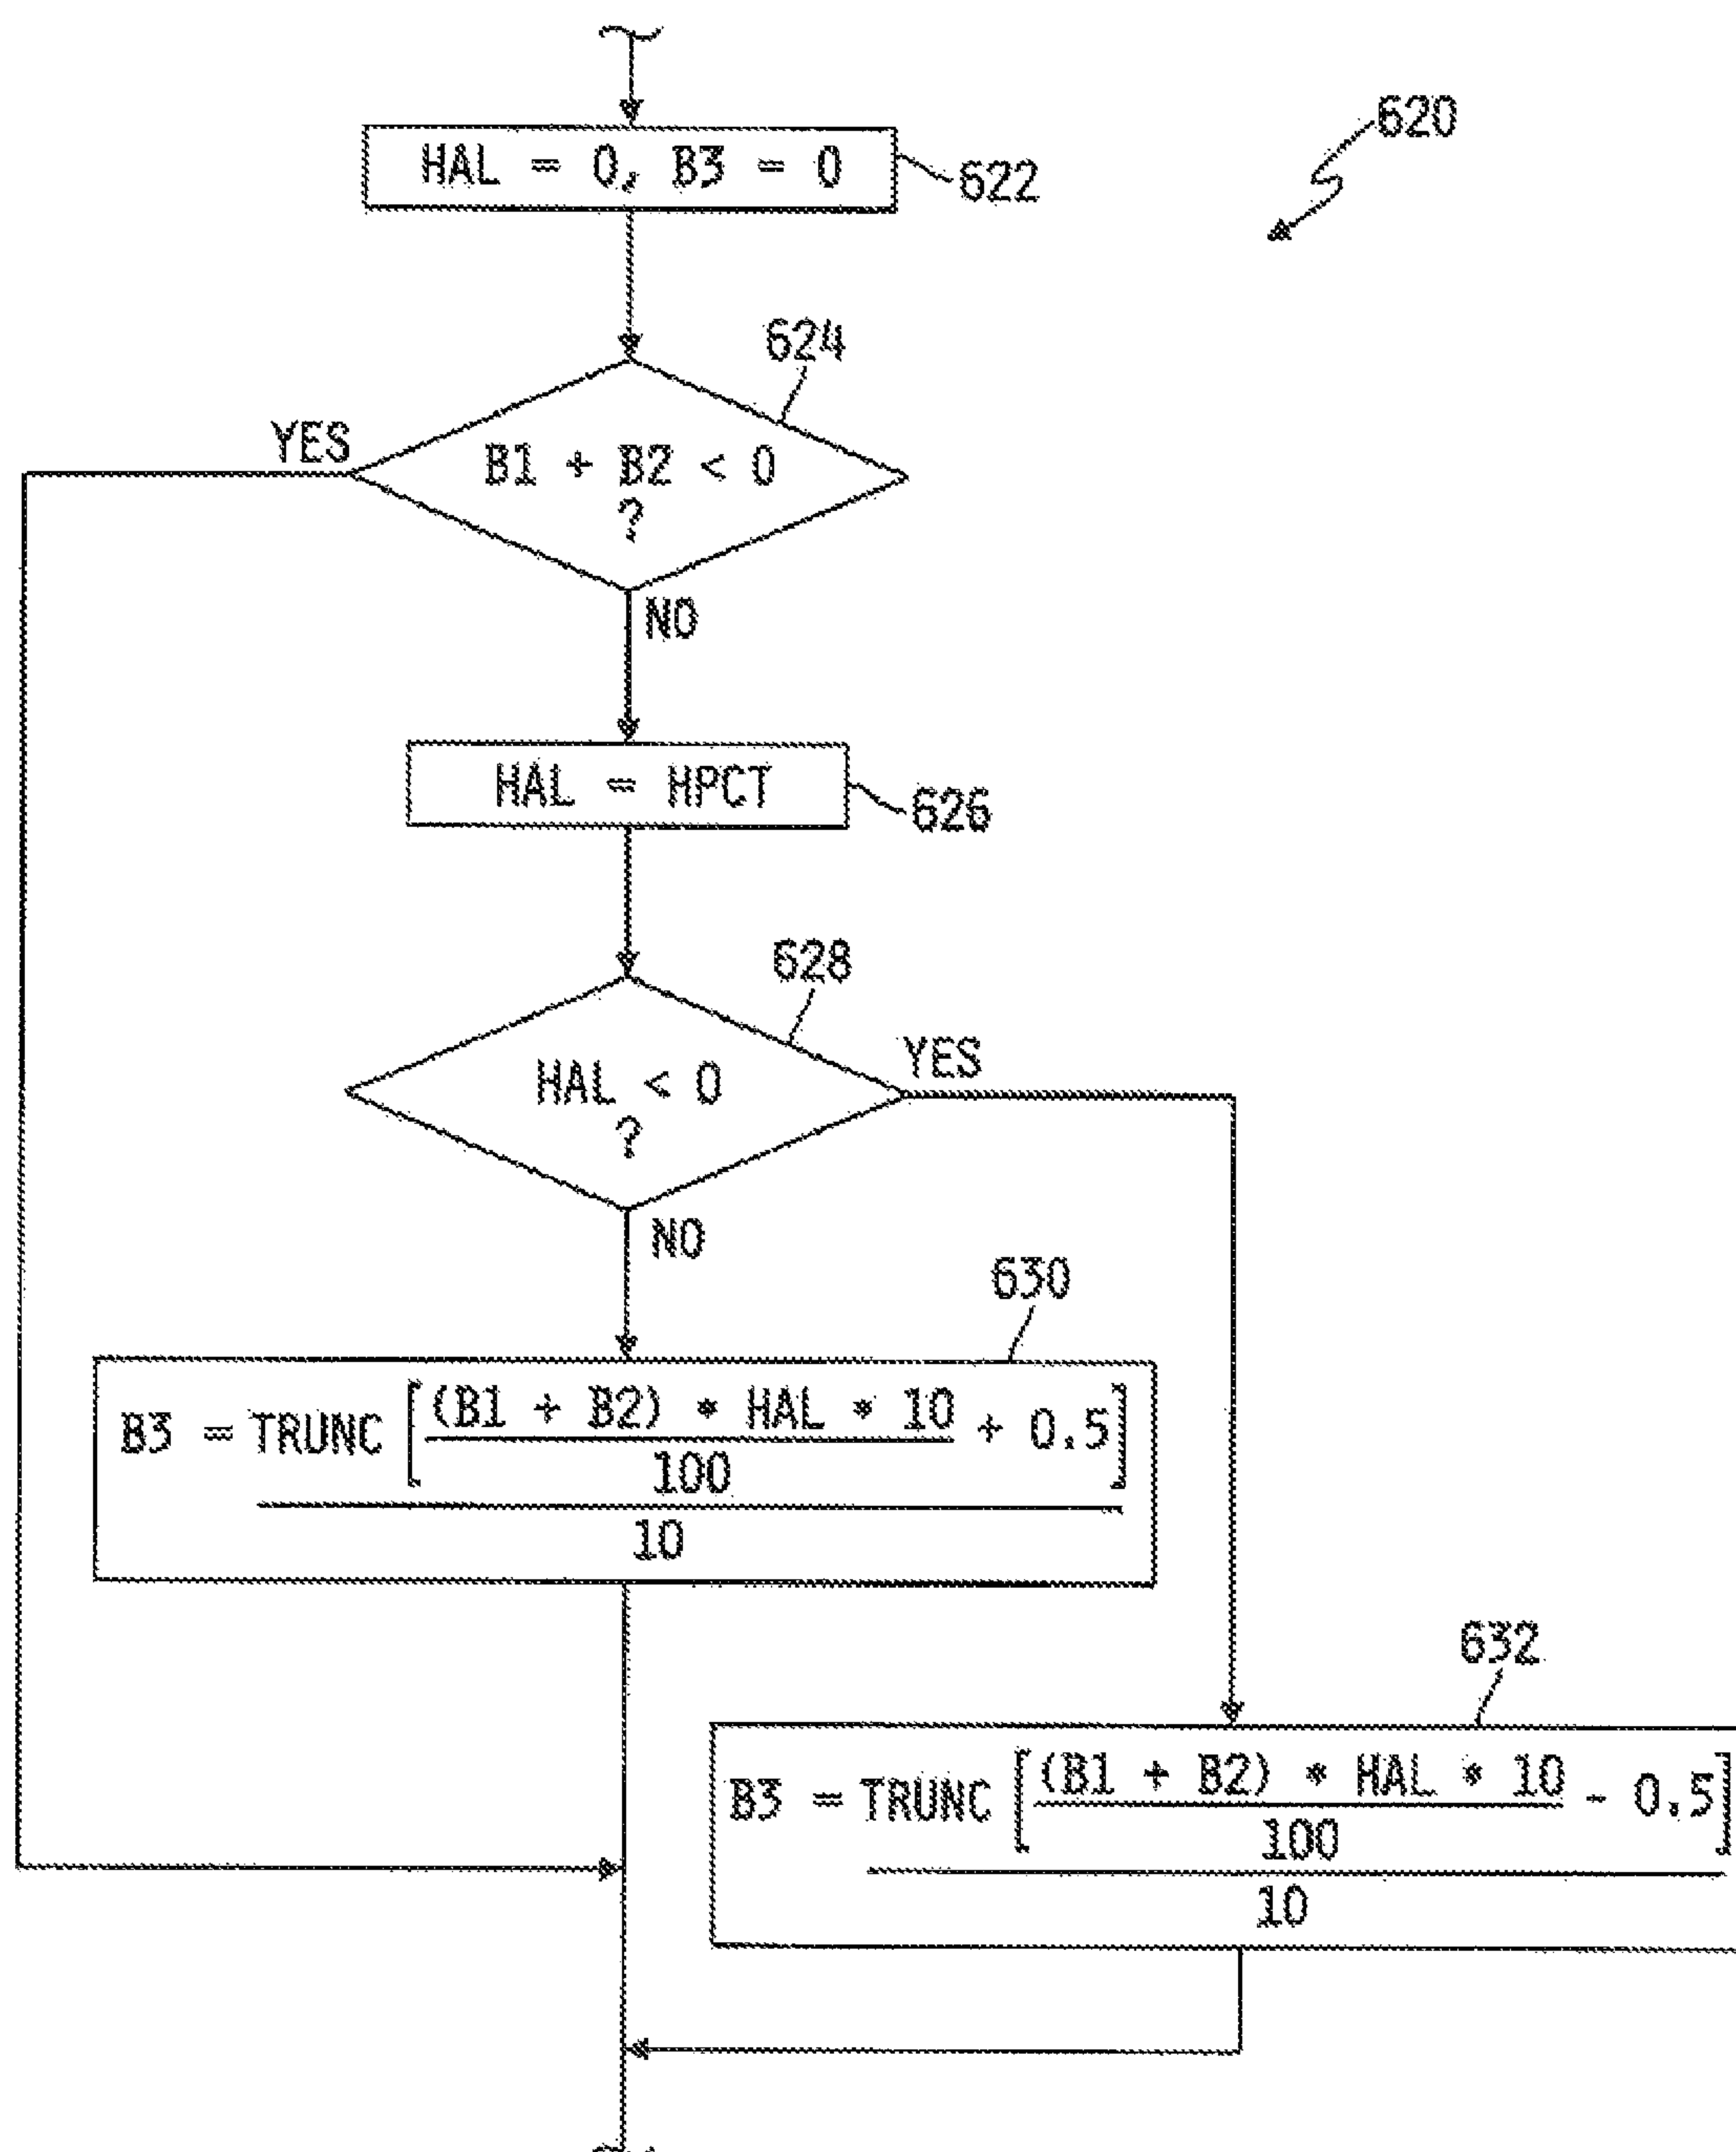 620
HAL = 0, B3 = 0
622
624
YES
B1 + B2 < 0
?
NO
HAL = HPCT
626
628
YES
HAL < 0
?
NO
630
B3 = TRUNC [(B1 + B2) * HAL * 10 + 0.5]
100
10
632
B3 = TRUNC [(B1 + B2) * HAL * 10 - 0.5]
100
10